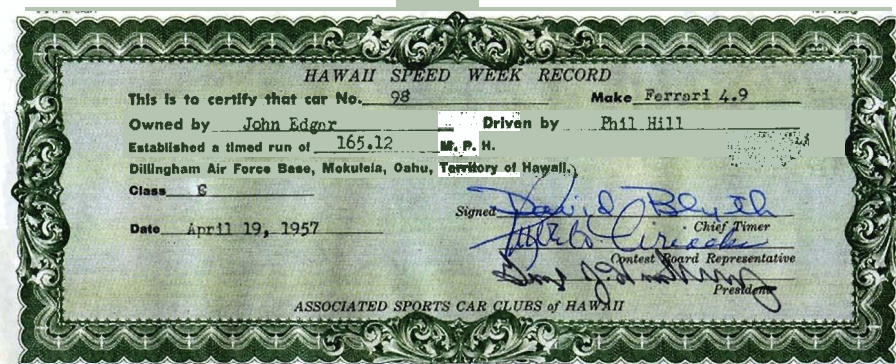 HAWAII SPEED WEEK RECORD
This is to certify that car No. 98 Make Ferrari 4.9
Owned by John Edgar Driven by Phil Hill
Established a timed run of 165.12 M. P. H.
Dillingham Air Force Base, Mokuleia, Oahu, Territory of Hawaii.
Class C
Signed David Blyth
Chief Timer
Date April 19, 1957
Contest Board Representative
President
ASSOCIATED SPORTS CAR CLUBS of HAWAII